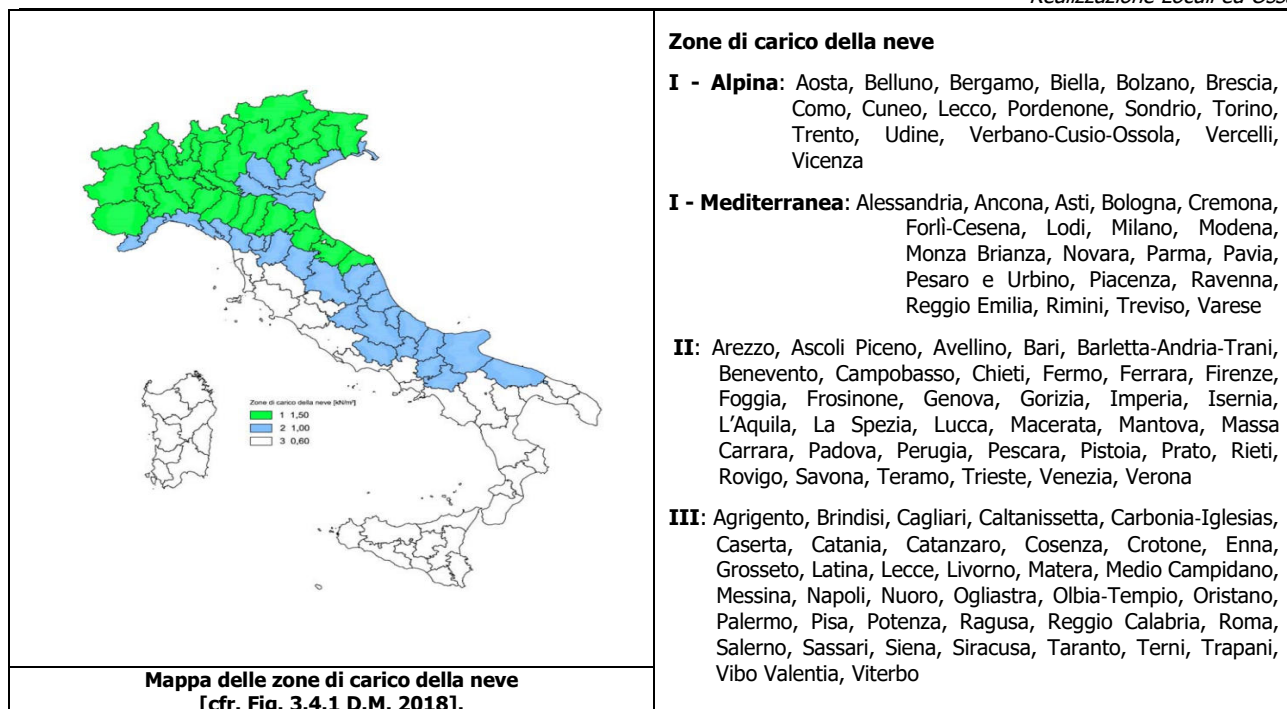 Zone di carico della neve [kN/m²]
1 1,50
2 1,00
3 0,60
Mappa delle zone di carico della neve
[cfr. Fig. 3.4.1 D.M. 2018].
Zone di carico della neve
I - Alpina: Aosta, Belluno, Bergamo, Biella, Bolzano, Brescia,
Como, Cuneo, Lecco, Pordenone, Sondrio, Torino,
Trento, Udine, Verbano-Cusio-Ossola, Vercelli,
Vicenza
I - Mediterranea: Alessandria, Ancona, Asti, Bologna, Cremona,
Forlì-Cesena, Lodi, Milano, Modena,
Monza Brianza, Novara, Parma, Pavia,
Pesaro e Urbino, Piacenza, Ravenna,
Reggio Emilia, Rimini, Treviso, Varese
II: Arezzo, Ascoli Piceno, Avellino, Bari, Barletta-Andria-Trani,
Benevento, Campobasso, Chieti, Fermo, Ferrara, Firenze,
Foggia, Frosinone, Genova, Gorizia, Imperia, Isernia,
L'Aquila, La Spezia, Lucca, Macerata, Mantova, Massa
Carrara, Padova, Perugia, Pescara, Pistoia, Prato, Rieti,
Rovigo, Savona, Teramo, Trieste, Venezia, Verona
III: Agrigento, Brindisi, Cagliari, Caltanissetta, Carbonia-Iglesias,
Caserta, Catania, Catanzaro, Cosenza, Crotone, Enna,
Grosseto, Latina, Lecce, Livorno, Matera, Medio Campidano,
Messina, Napoli, Nuoro, Ogliastra, Olbia-Tempio, Oristano,
Palermo, Pisa, Potenza, Ragusa, Reggio Calabria, Roma,
Salerno, Sassari, Siena, Siracusa, Taranto, Terni, Trapani,
Vibo Valentia, Viterbo